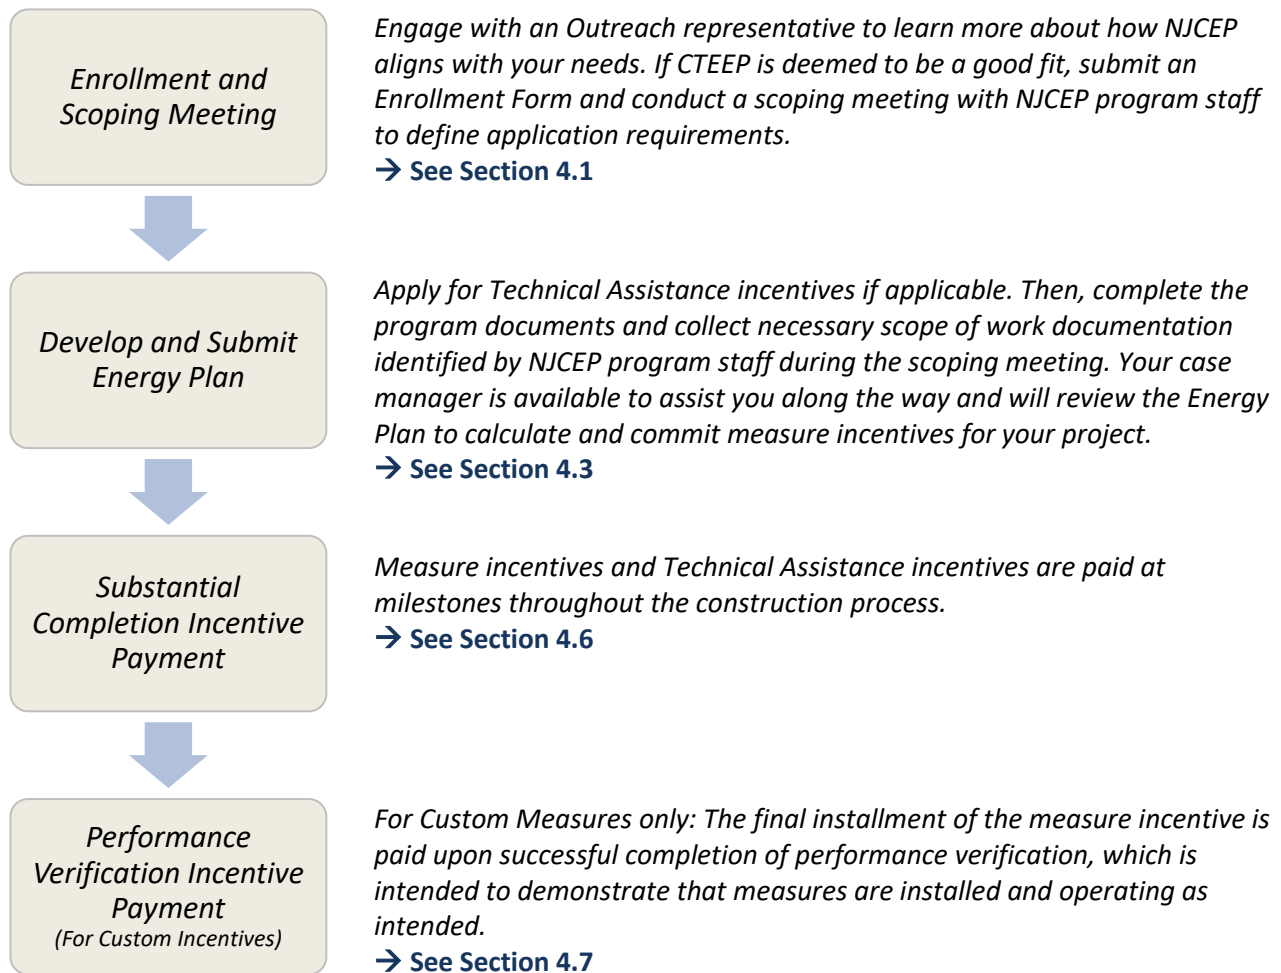 Enrollment and
Scoping Meeting
Engage with an Outreach representative to learn more about how NJCEP
aligns with your needs. If CTEEP is deemed to be a good fit, submit an
Enrollment Form and conduct a scoping meeting with NJCEP program staff
to define application requirements.
→ See Section 4.1
Develop and Submit
Energy Plan
Apply for Technical Assistance incentives if applicable. Then, complete the
program documents and collect necessary scope of work documentation
identified by NJCEP program staff during the scoping meeting. Your case
manager is available to assist you along the way and will review the Energy
Plan to calculate and commit measure incentives for your project.
→ See Section 4.3
Substantial
Completion Incentive
Payment
Measure incentives and Technical Assistance incentives are paid at
milestones throughout the construction process.
→ See Section 4.6
Performance
Verification Incentive
Payment
(For Custom Incentives)
For Custom Measures only: The final installment of the measure incentive is
paid upon successful completion of performance verification, which is
intended to demonstrate that measures are installed and operating as
intended.
→ See Section 4.7